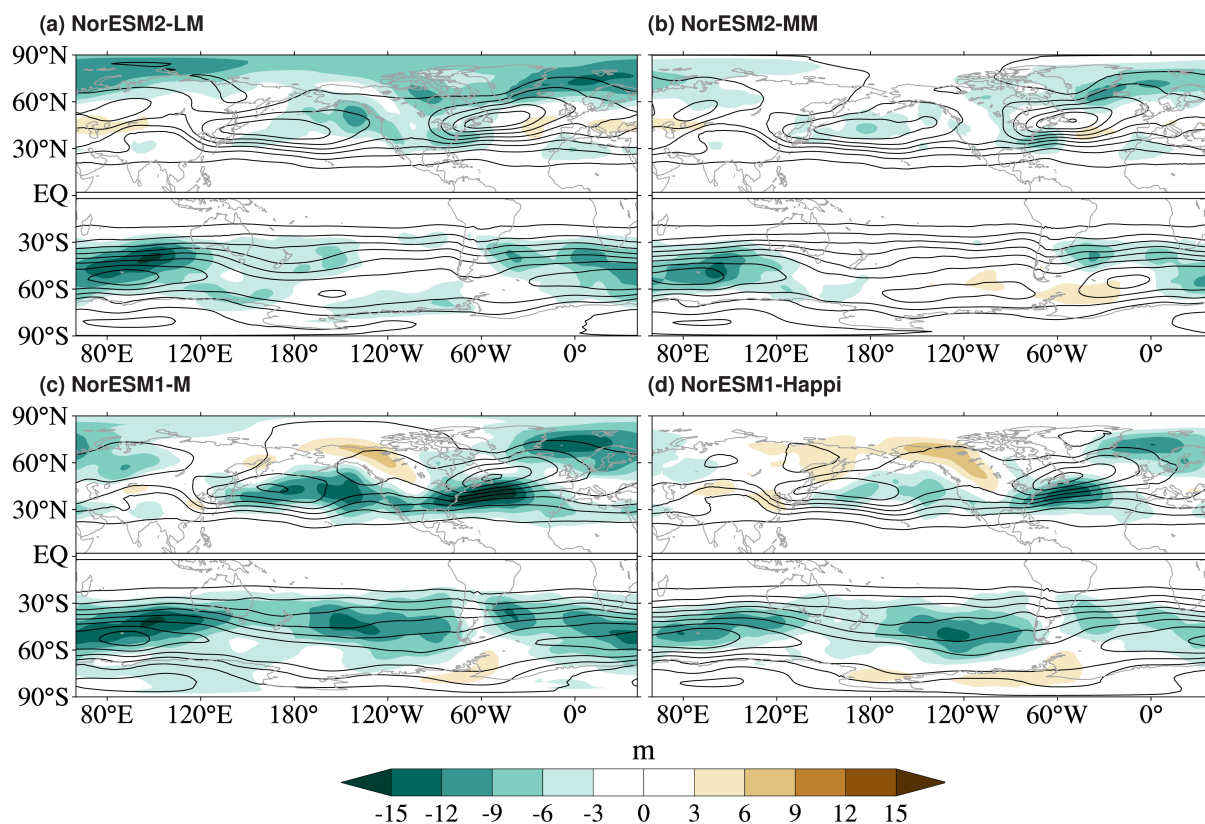 (a) NorESM2-LM (b) NorESM2-MM
90°N
60°N
30°N
EQ
30°S
60°S
90°S
80°E 120°E 180° 120°W 60°W 0° 80°E 120°E 180° 120°W 60°W 0°
(c) NorESM1-M (d) NorESM1-Happi
90°N
60°N
30°N
EQ
30°S
60°S
90°S
80°E 120°E 180° 120°W 60°W 0° 80°E 120°E 180° 120°W 60°W 0°
m
-15 -12 -9 -6 -3 0 3 6 9 12 15